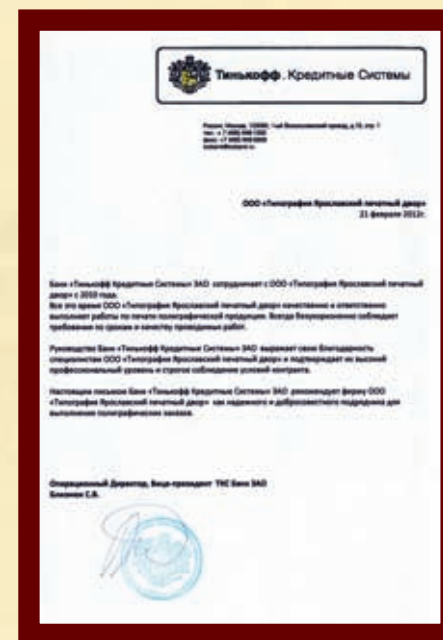 Тинькофф. Кредитные Системы
Россия, Москва,
ООО «Типография Ярославский печатный двор»
21 февраля 2012г.
Банк «Тинькофф Кредитные Системы» ЗАО сотрудничает с ООО «Типография Ярославский печатный
двор» с 2010 года.
Все это время ООО «Типография Ярославский печатный двор» качественно и ответственно
выполняет работы по печати полиграфической продукции. Всегда безукоризненно соблюдает
требования по срокам и качеству проводимых работ.
Руководство Банк «Тинькофф Кредитные Системы» ЗАО выражает свою благодарность
специалистам ООО «Типография Ярославский печатный двор» и подтверждает их высокий
профессиональный уровень и строгое соблюдение условий контракта.
Настоящим письмом Банк «Тинькофф Кредитные Системы» ЗАО рекомендует фирму ООО
«Типография Ярославский печатный двор» как надежного и добросовестного подрядчика для
выполнения полиграфических заказов.
Операционный Директор, Вице-президент ТКС Банк ЗАО
С.В.